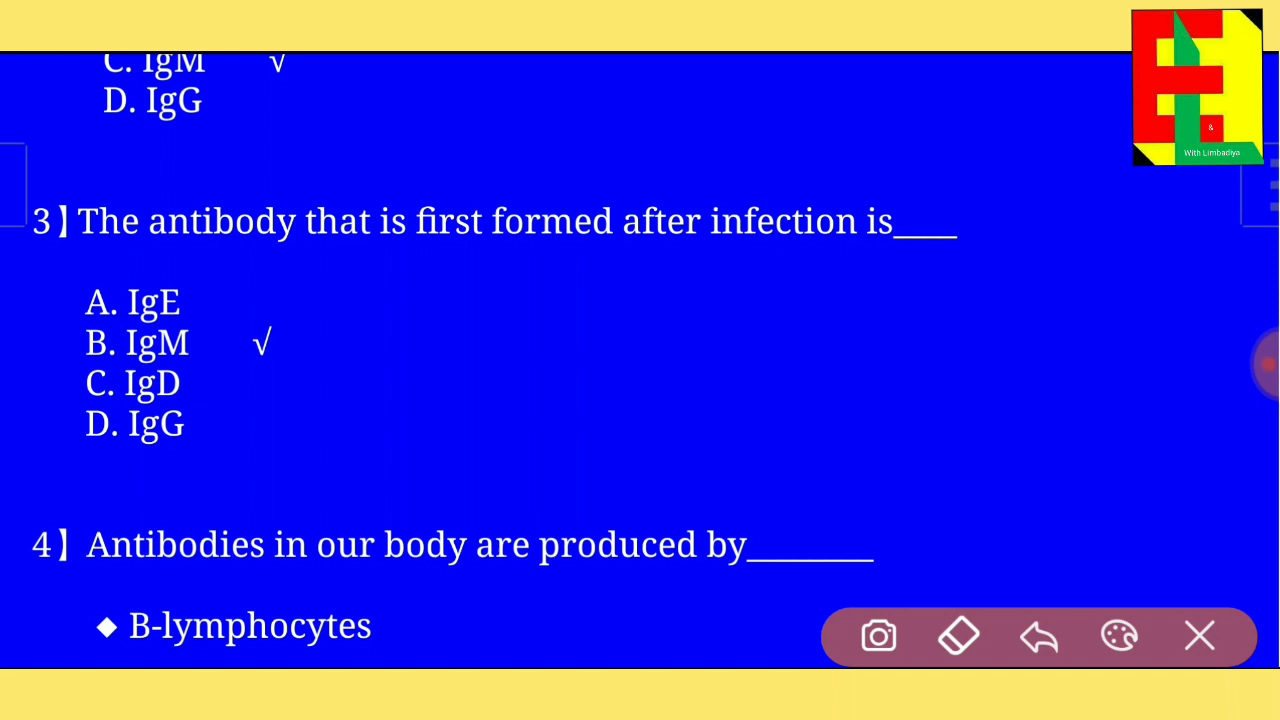 C. IgM √
D. IgG
3】The antibody that is first formed after infection is____
A. IgE
B. IgM √
C. IgD
D. IgG
4】 Antibodies in our body are produced by________
◆ B-lymphocytes
E E
&
With Limbadiya